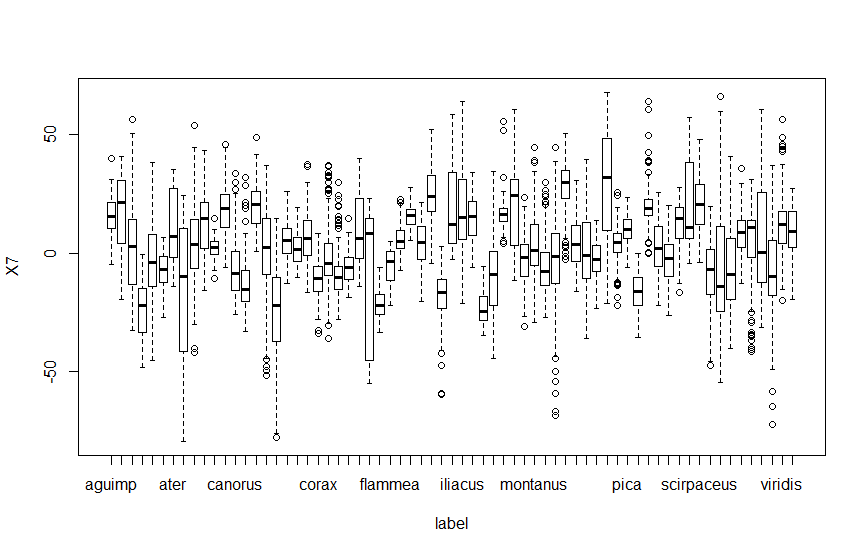 50
0
-50
X7
aguimp ater canorus corax flammea iliacus montanus pica scirpaceus viridis
label